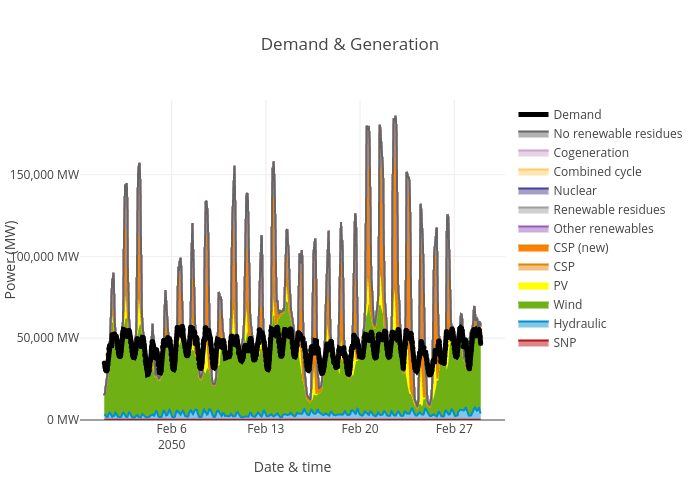 Demand & Generation
Demand
No renewable residues
Cogeneration
Combined cycle
Nuclear
Renewable residues
Other renewables
CSP (new)
CSP
PV
Wind
Hydraulic
SNP
150,000 MW
100,000 MW
50,000 MW
0 MW
Power (MW)
Feb 6
2050
Feb 13
Feb 20
Feb 27
Date & time